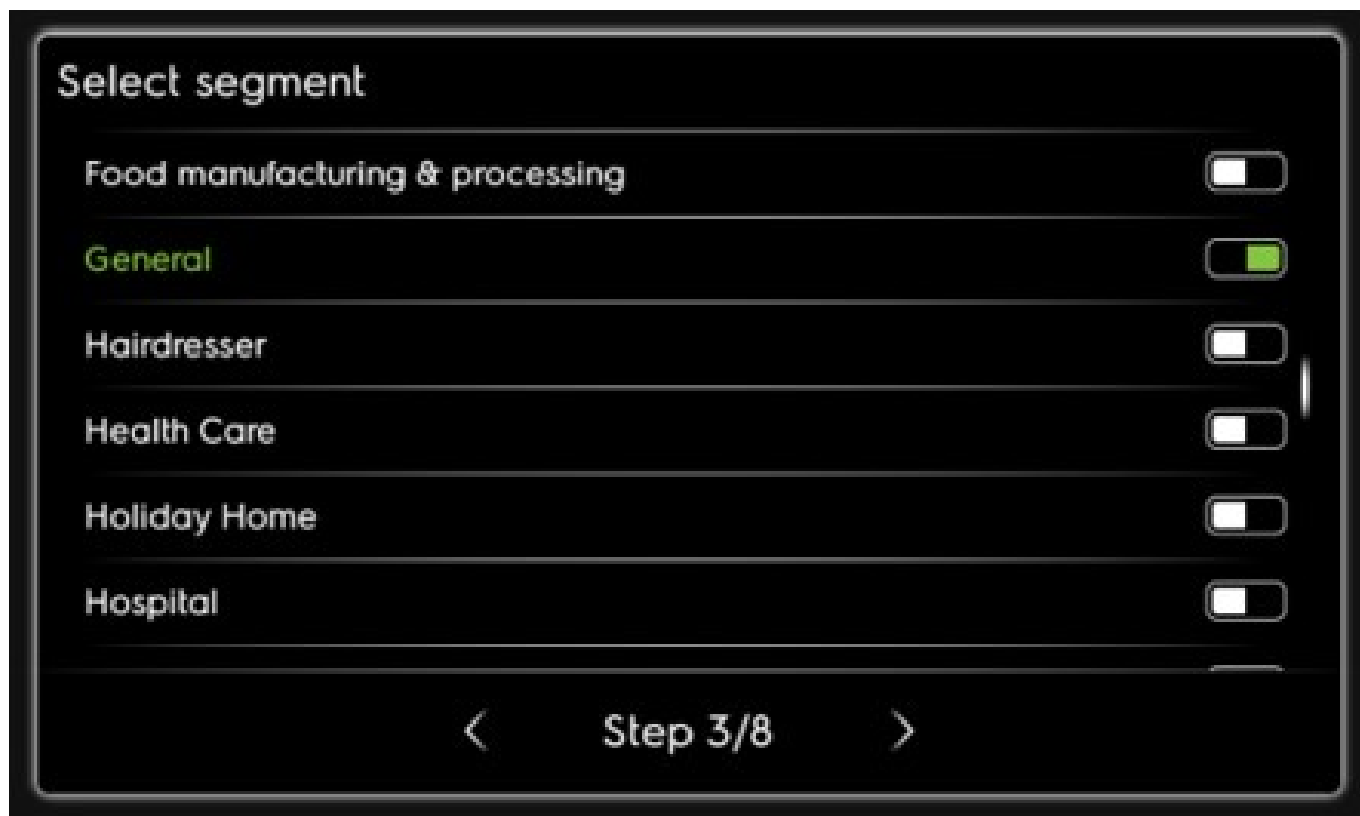 Select segment
Food manufacturing & processing
General
Hairdresser
Health Care
Holiday Home
Hospital
< Step 3/8 >